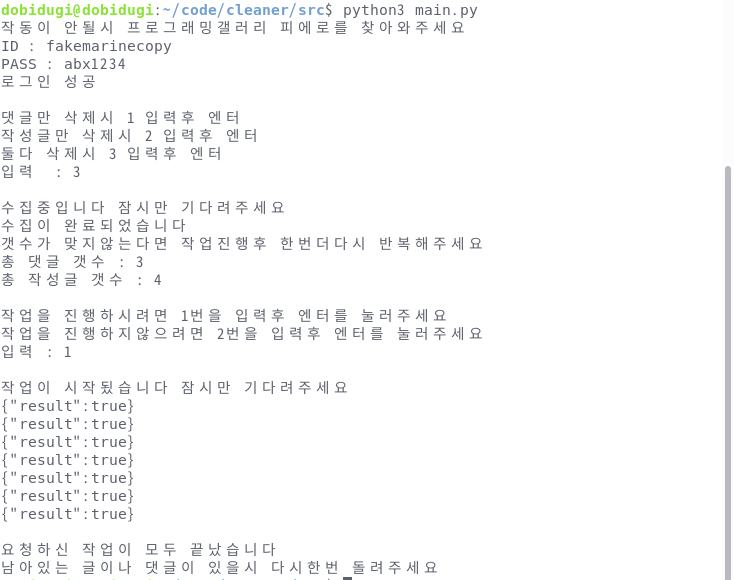 dobidugi@dobidugi:~/code/cleaner/src$ python3 main.py
작동이 안될시 프로그래밍갤러리 피에로를 찾아와주세요
ID : fakemarinecopy
PASS : abx1234
로그인 성공
댓글만 삭제시 1 입력후 엔터
작성글만 삭제시 2 입력후 엔터
둘다 삭제시 3 입력후 엔터
입력 : 3
수집중입니다 잠시만 기다려주세요
수집이 완료되었습니다
갯수가 맞지않는다면 작업진행후 한번더다시 반복해주세요
총 댓글 갯수 : 3
총 작성글 갯수 : 4
작업을 진행하시려면 1번을 입력후 엔터를 눌러주세요
작업을 진행하지않으려면 2번을 입력후 엔터를 눌러주세요
입력 : 1
작업이 시작됬습니다 잠시만 기다려주세요
{"result":true}
{"result":true}
{"result":true}
{"result":true}
{"result":true}
{"result":true}
{"result":true}
요청하신 작업이 모두 끝났습니다
남아있는 글이나 댓글이 있을시 다시한번 돌려주세요